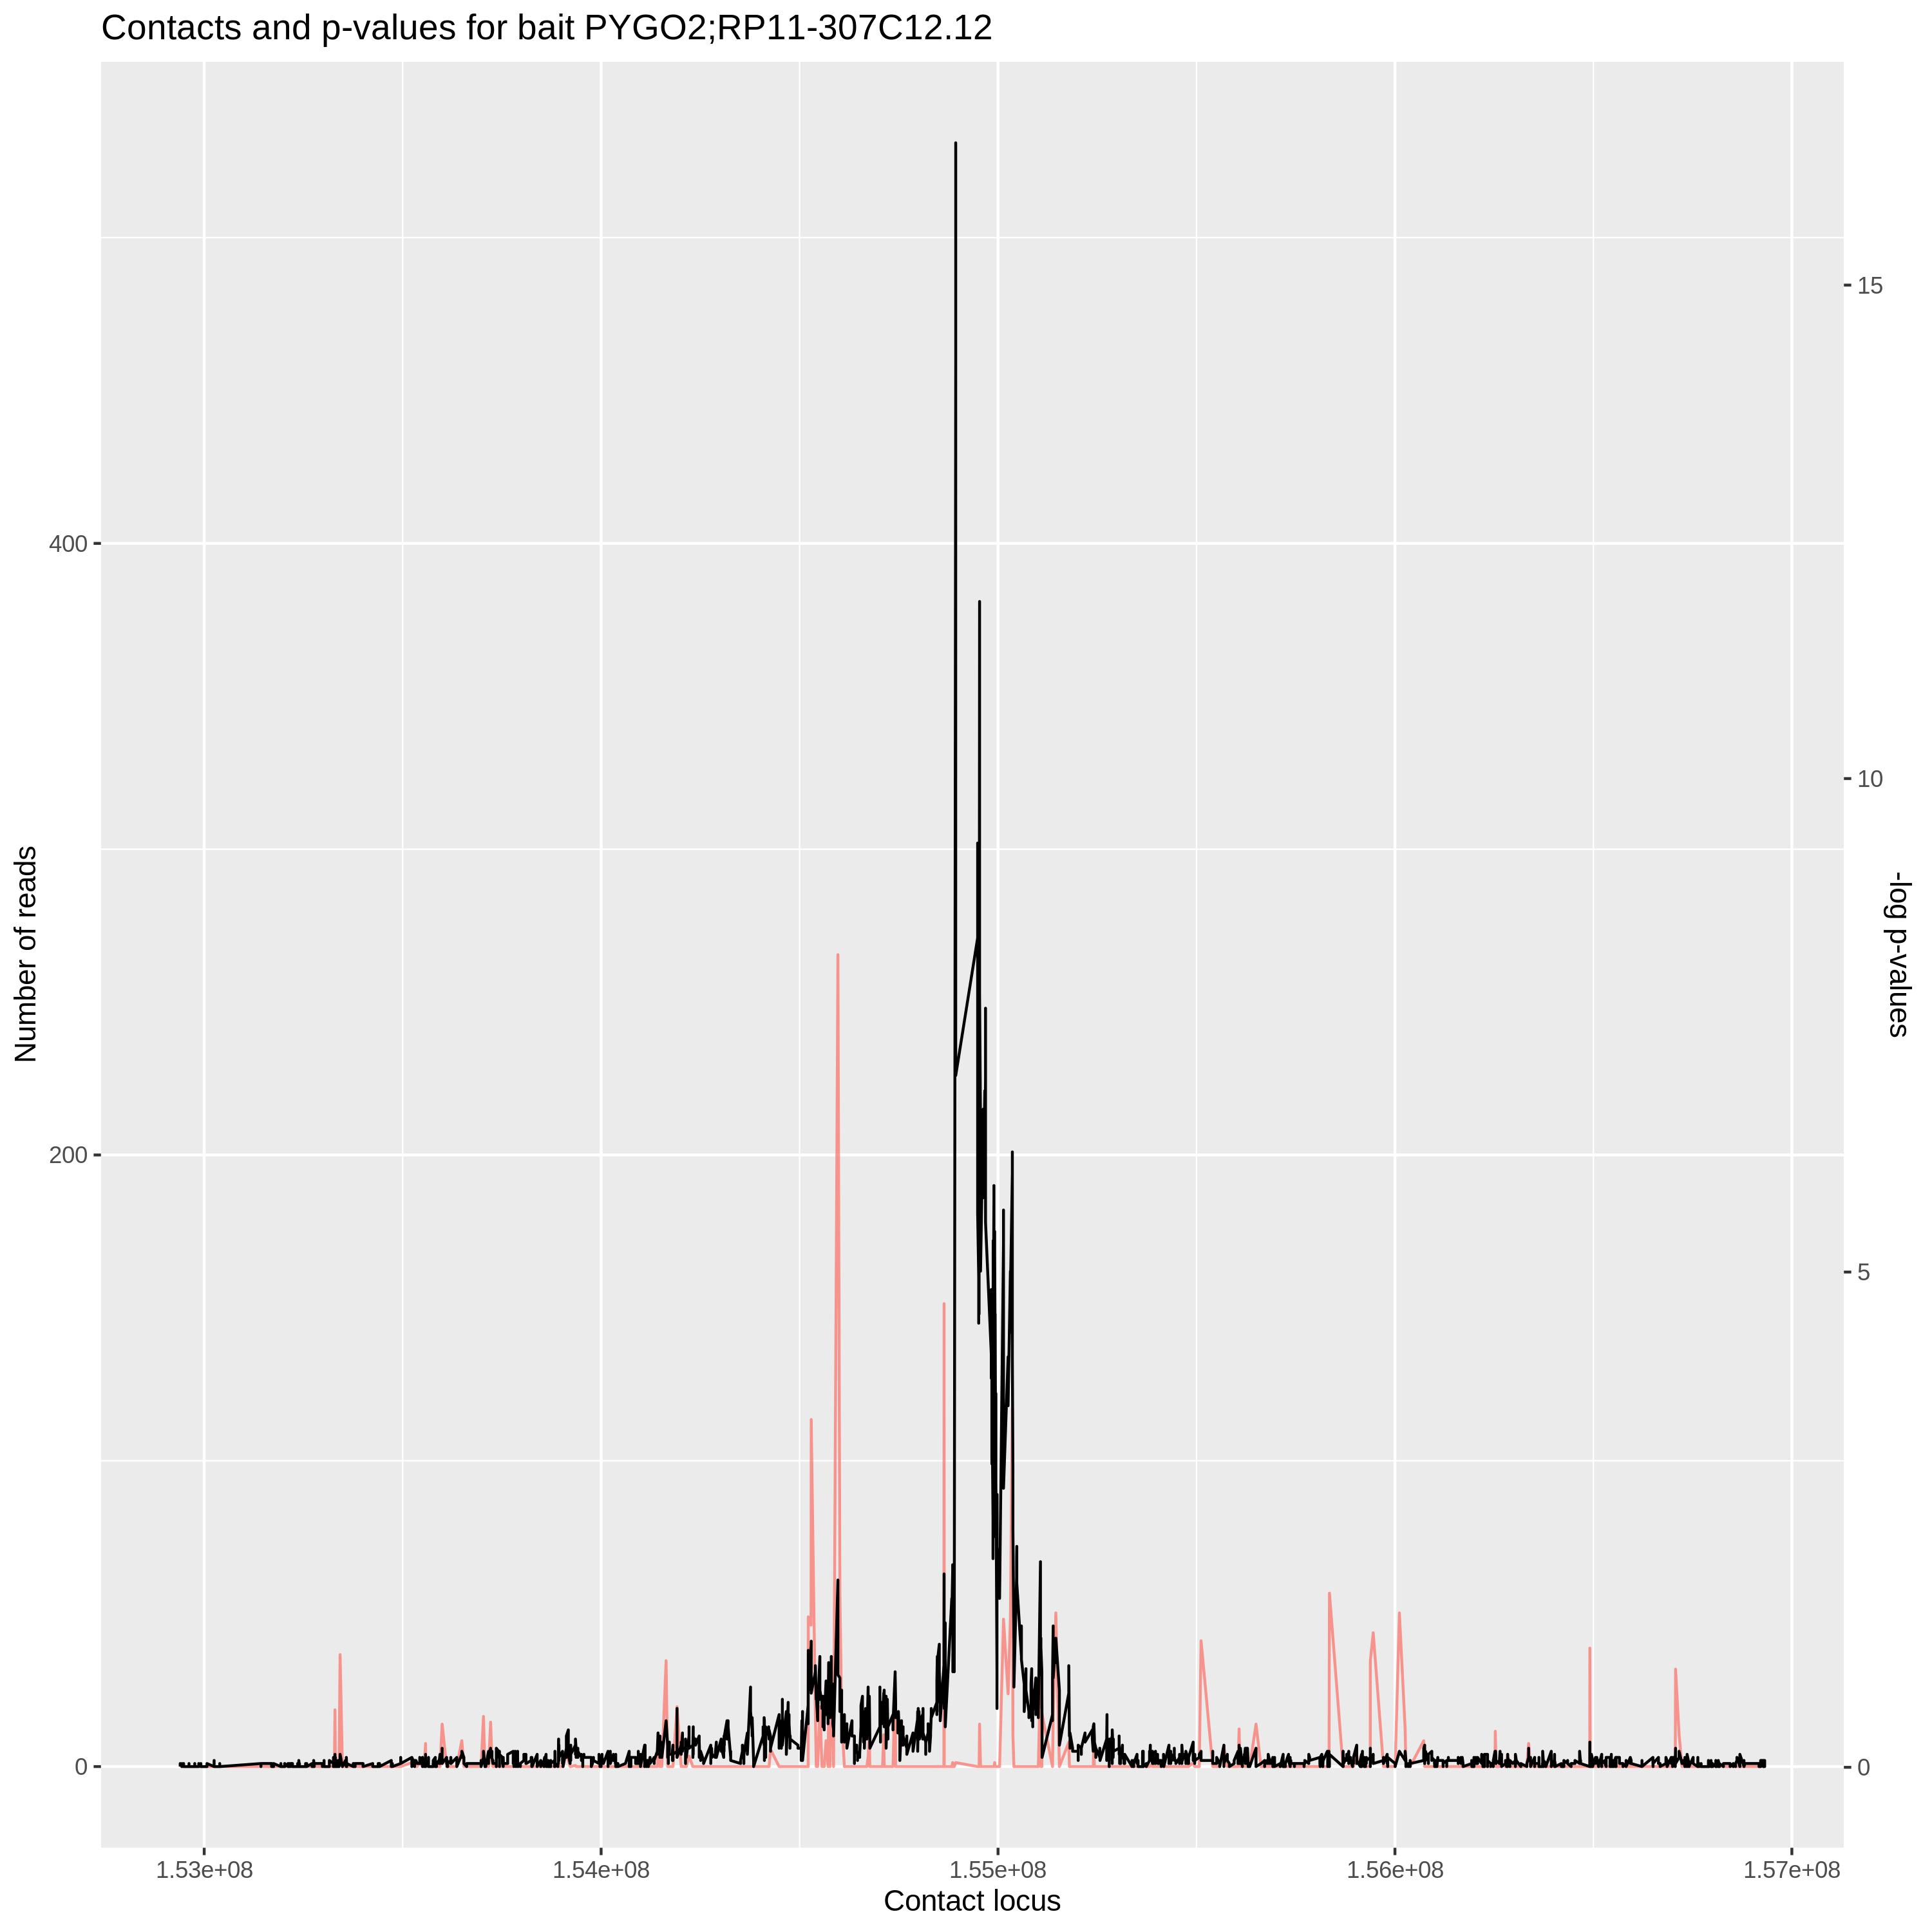 Contacts and p-values for bait PYGO2;RP11-307C12.12
Number of reads
400
200
0
15
10
5
0
-log p-values
1.53e+08
1.54e+08
1.55e+08
1.56e+08
1.57e+08
Contact locus